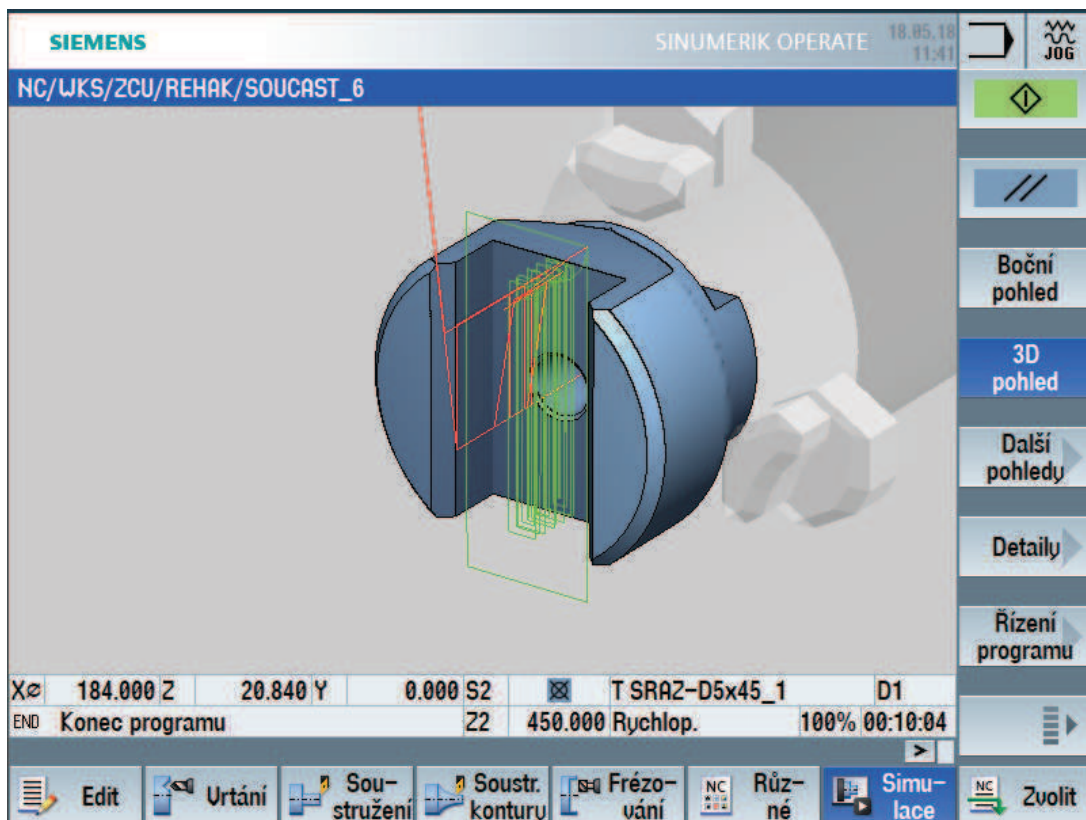 SIEMENS
SINUMERIK OPERATE
18.05.18
11:41
JOG
NC/WKS/ZCU/REHAK/SOUCAST_6
Boční
pohled
3D
pohled
Další
pohledy
Detaily
Řízení
programu
X⌀ 184.000 Z 20.840 Y 0.000 S2 T SRAZ-D5x45_1 D1
END Konec programu Z2 450.000 Rychlop. 100% 00:10:04
>
Edit
Vrtání
Sou-
stružení
Soustr.
kontury
Frézo-
vání
NC
Růz-
né
Simu-
lace
NC
Zvolit